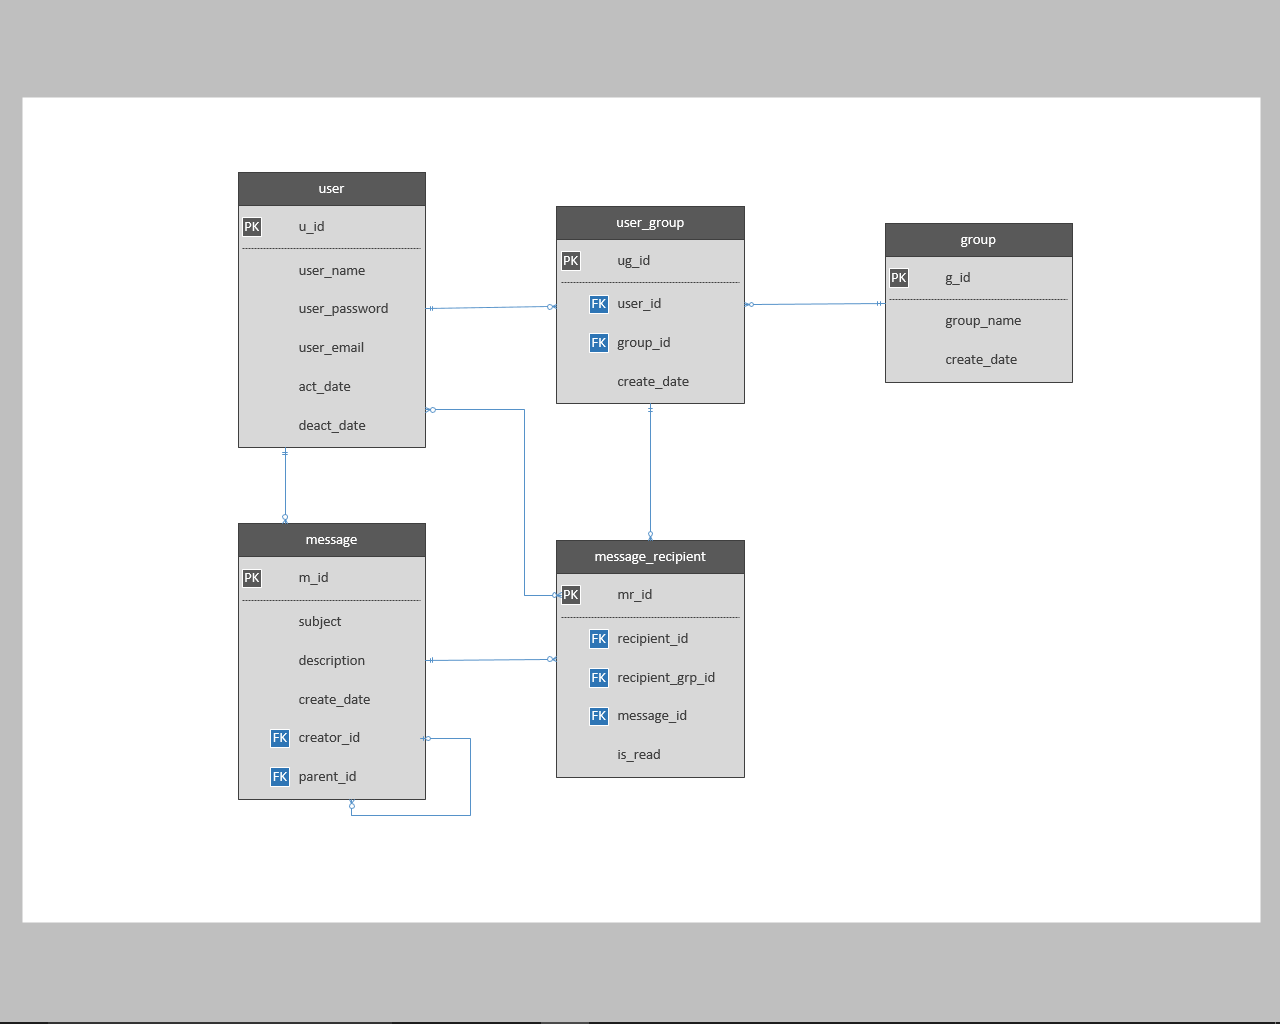 user
PK u_id
user_name
user_password
user_email
act_date
deact_date
user_group
PK ug_id
FK user_id
FK group_id
create_date
group
PK g_id
group_name
create_date
message
PK m_id
subject
description
create_date
FK creator_id
FK parent_id
message_recipient
PK mr_id
FK recipient_id
FK recipient_grp_id
FK message_id
is_read